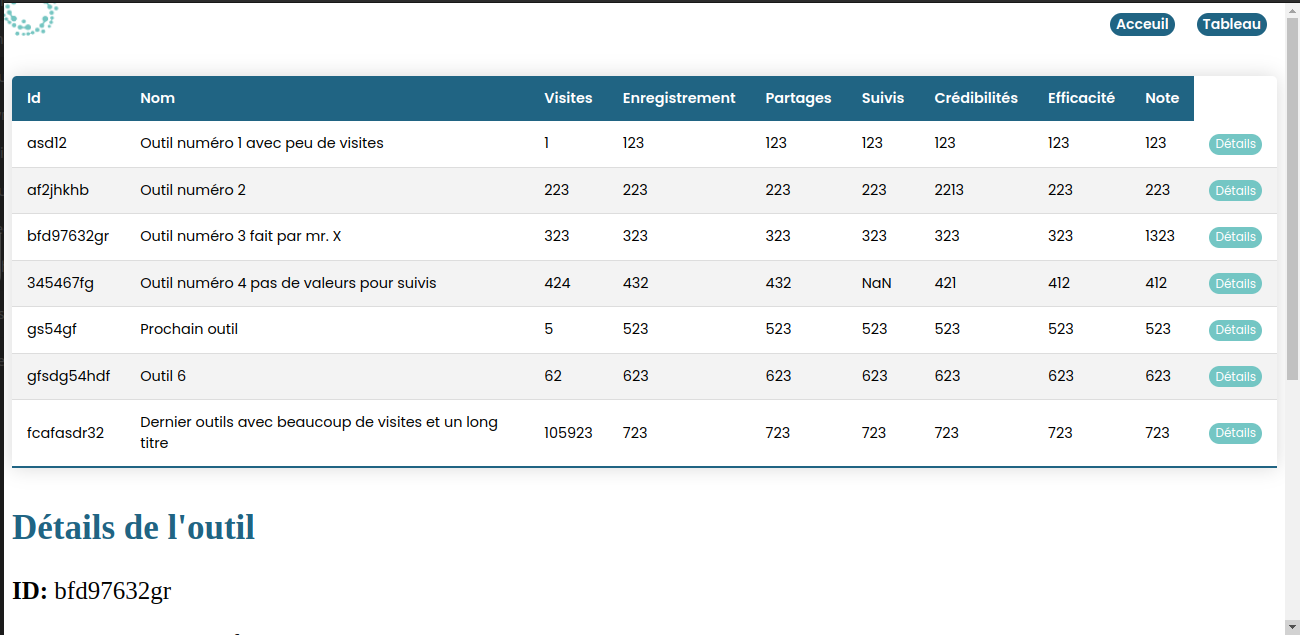 Acceuil Tableau
Id Nom Visites Enregistrement Partages Suivis Crédibilités Efficacité Note
asd12 Outil numéro 1 avec peu de visites 1 123 123 123 123 123 123 Détails
af2jhkhb Outil numéro 2 223 223 223 223 2213 223 223 Détails
bfd97632gr Outil numéro 3 fait par mr. X 323 323 323 323 323 323 1323 Détails
345467fg Outil numéro 4 pas de valeurs pour suivis 424 432 432 NaN 421 412 412 Détails
gs54gf Prochain outil 5 523 523 523 523 523 523 Détails
gfsdg54hdf Outil 6 62 623 623 623 623 623 623 Détails
fcafasdr32 Dernier outils avec beaucoup de visites et un long
titre 105923 723 723 723 723 723 723 Détails
Détails de l'outil
ID: bfd97632gr